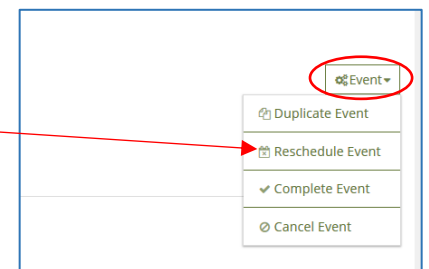 Event
Duplicate Event
Reschedule Event
Complete Event
Cancel Event